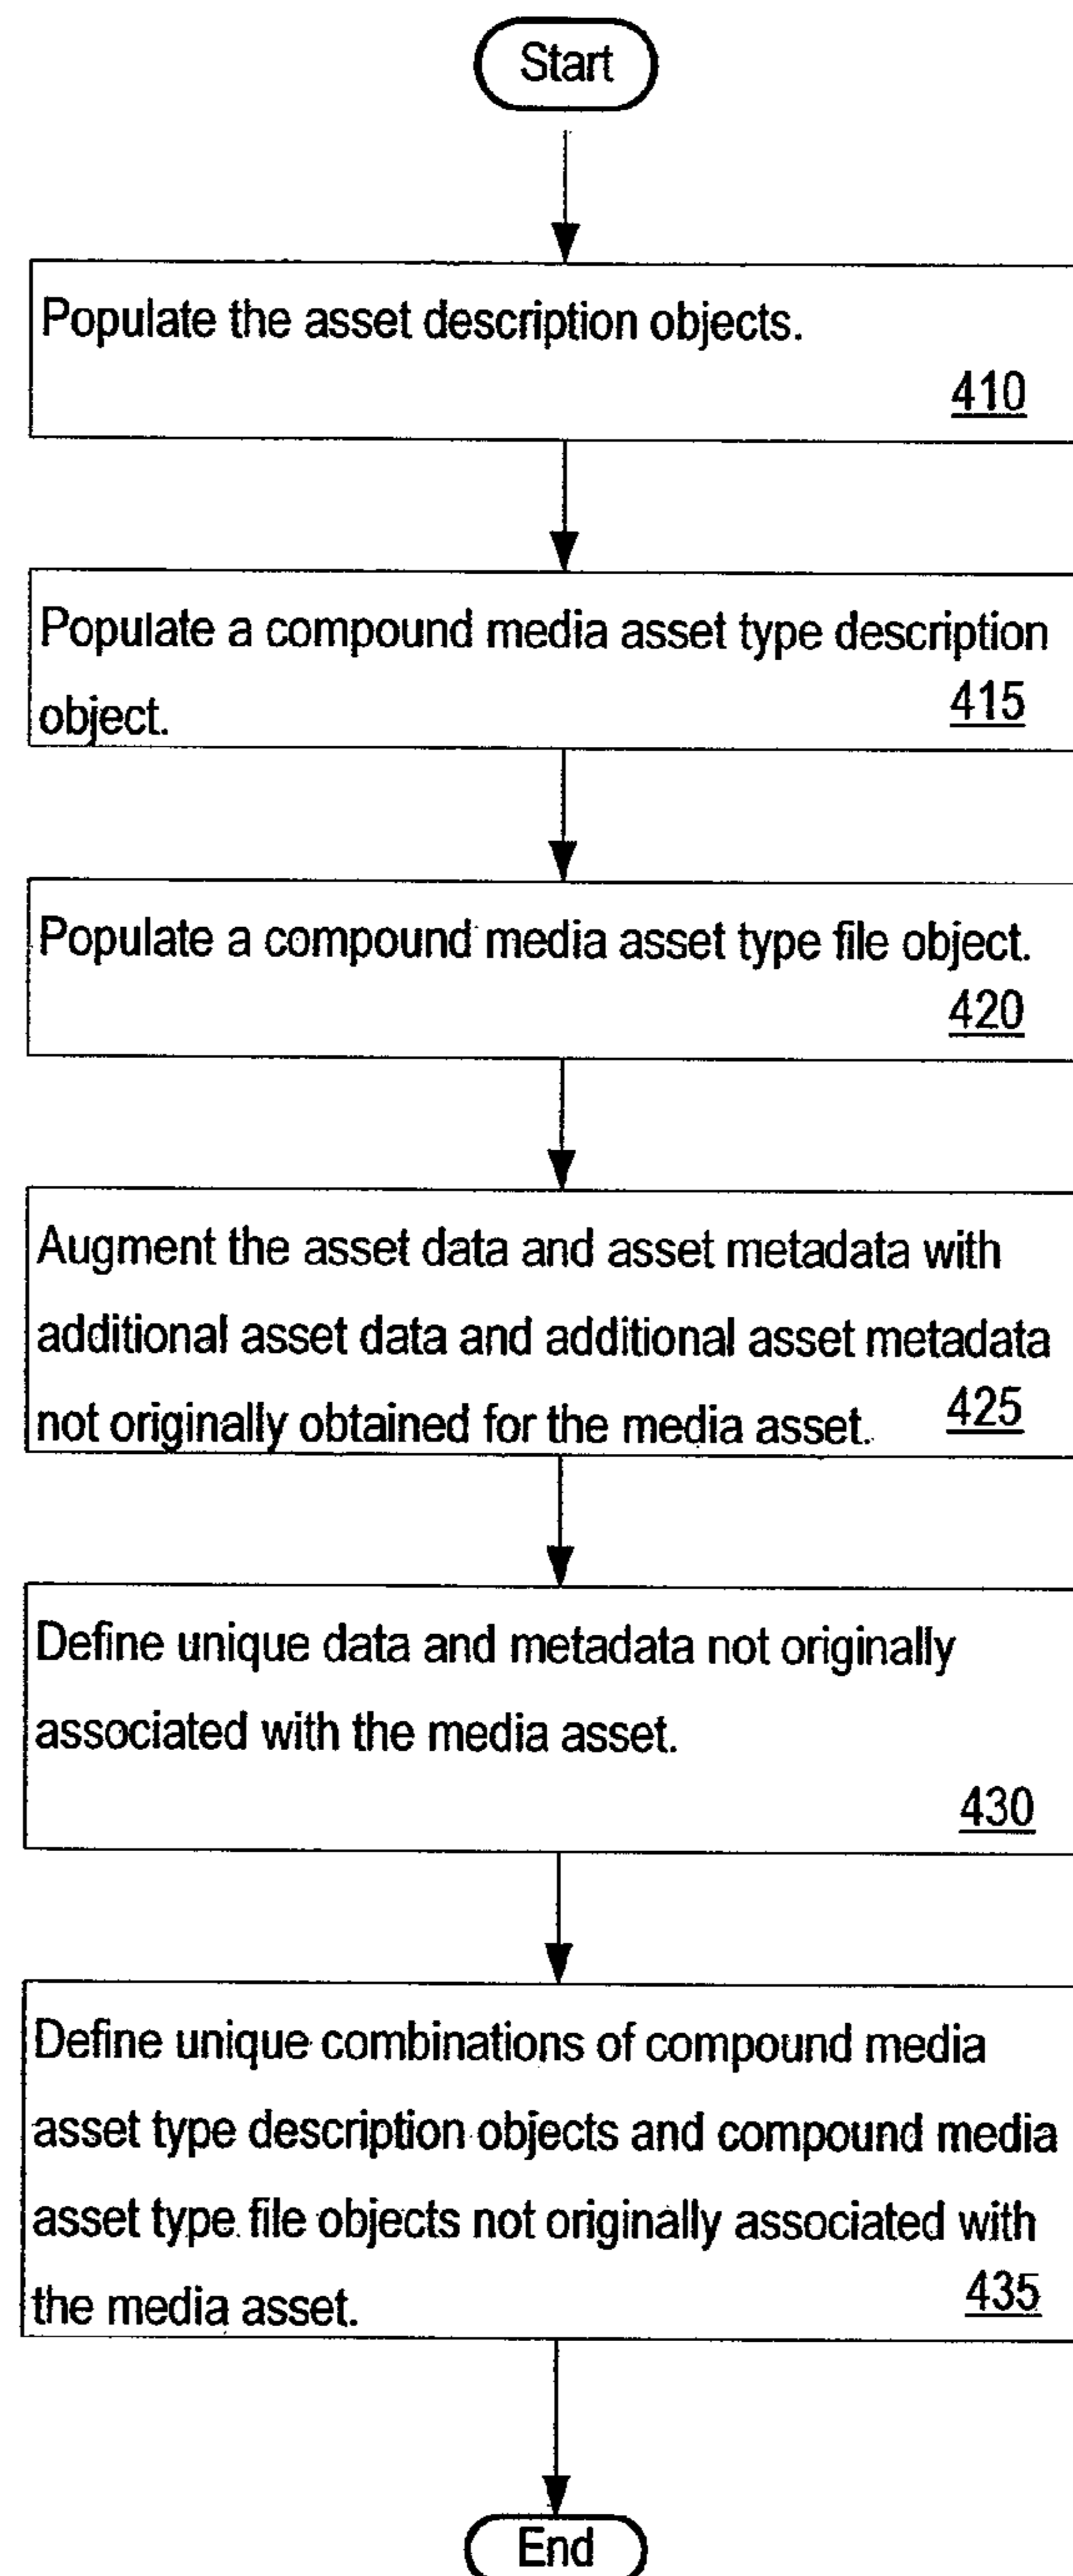 Start
Populate the asset description objects.
410
Populate a compound media asset type description
object.
415
Populate a compound media asset type file object.
420
Augment the asset data and asset metadata with
additional asset data and additional asset metadata
not originally obtained for the media asset.
425
Define unique data and metadata not originally
associated with the media asset.
430
Define unique combinations of compound media
asset type description objects and compound media
asset type file objects not originally associated with
the media asset.
435
End